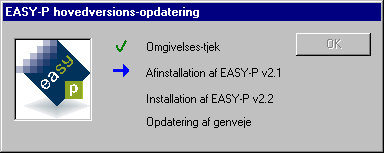 EASY-P hovedversions-opdatering
easy
p
Omgivelses-tjek
OK
Afinstallation af EASY-P v2.1
Installation af EASY-P v2.2
Opdatering af genveje